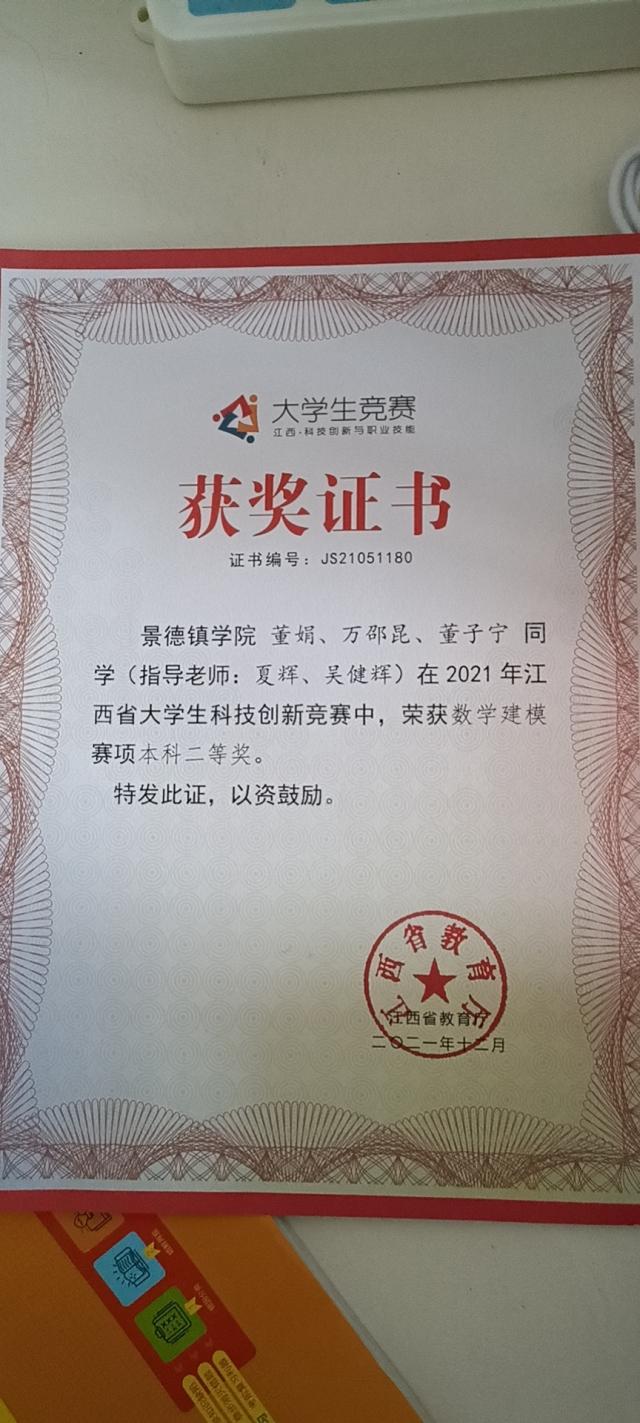 大学生竞赛
江西·科技创新与职业技能
获奖证书
证书编号：JS21051180
景德镇学院 董娟、万邵昆、董子宁 同
学（指导老师：夏辉、吴健辉）在 2021 年江
西省大学生科技创新竞赛中，荣获数学建模
赛项本科二等奖。
特发此证，以资鼓励。
江西省教育厅
江西省教育厅
二〇二一年十二月